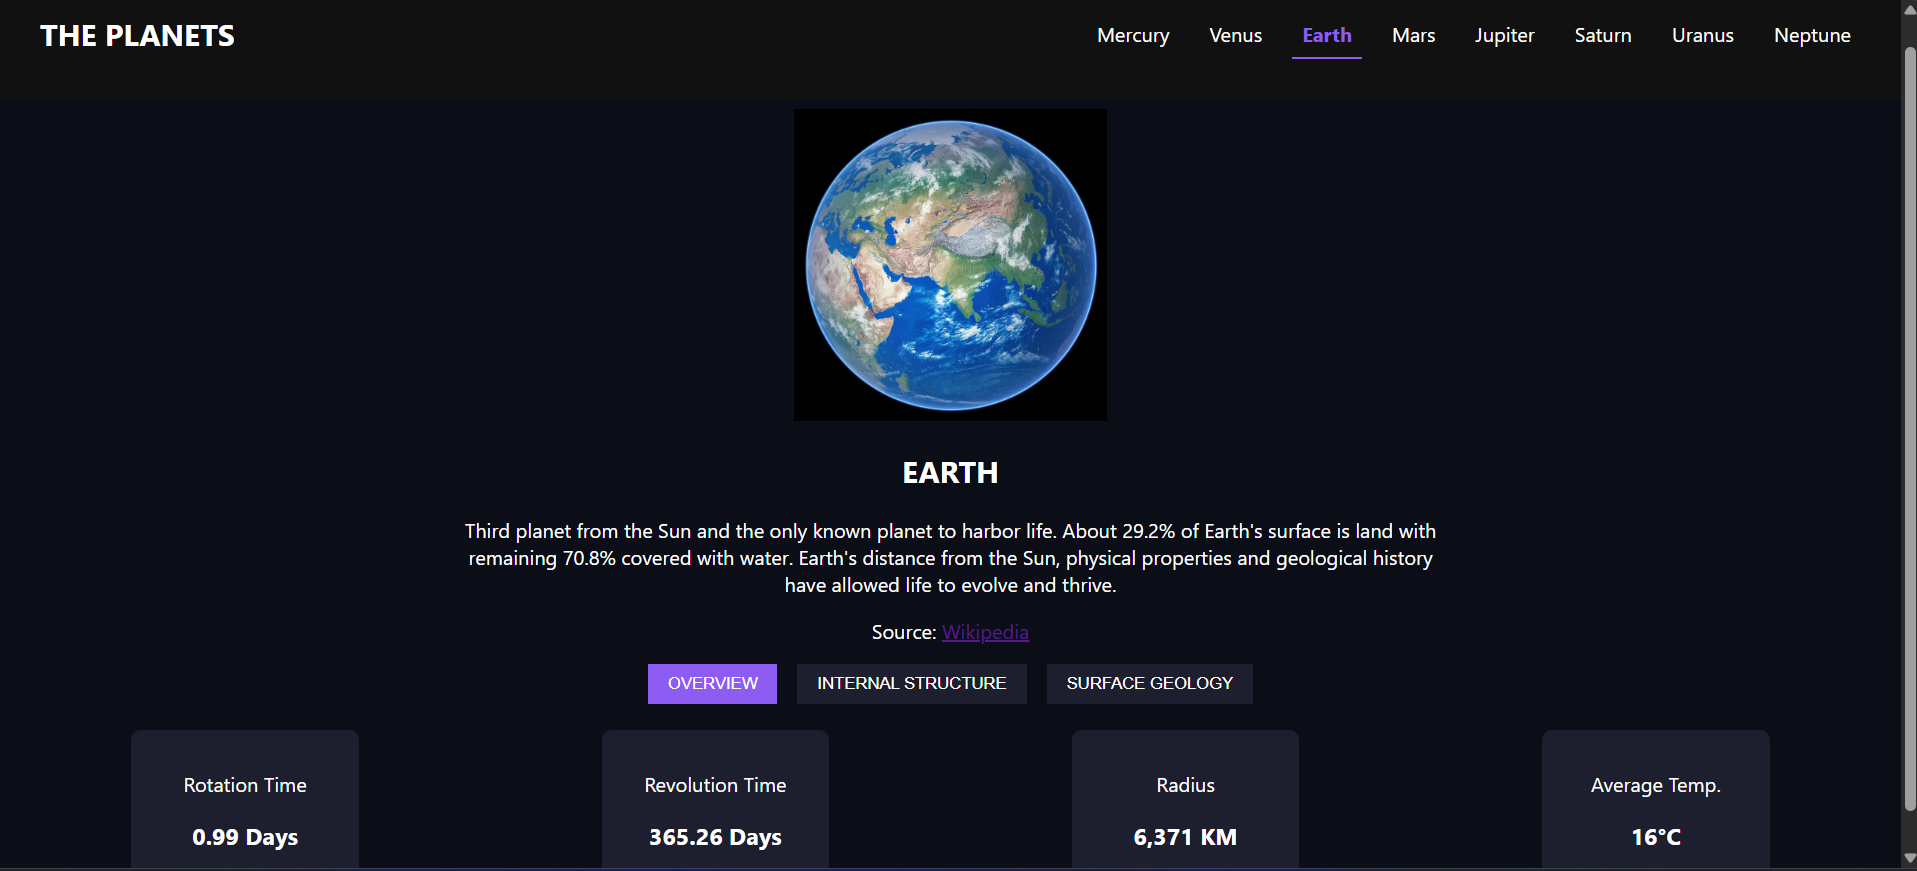 THE PLANETS
Mercury Venus Earth Mars Jupiter Saturn Uranus Neptune
EARTH
Third planet from the Sun and the only known planet to harbor life. About 29.2% of Earth's surface is land with
remaining 70.8% covered with water. Earth's distance from the Sun, physical properties and geological history
have allowed life to evolve and thrive.
Source: Wikipedia
OVERVIEW INTERNAL STRUCTURE SURFACE GEOLOGY
Rotation Time Revolution Time Radius Average Temp.
0.99 Days 365.26 Days 6,371 KM 16°C